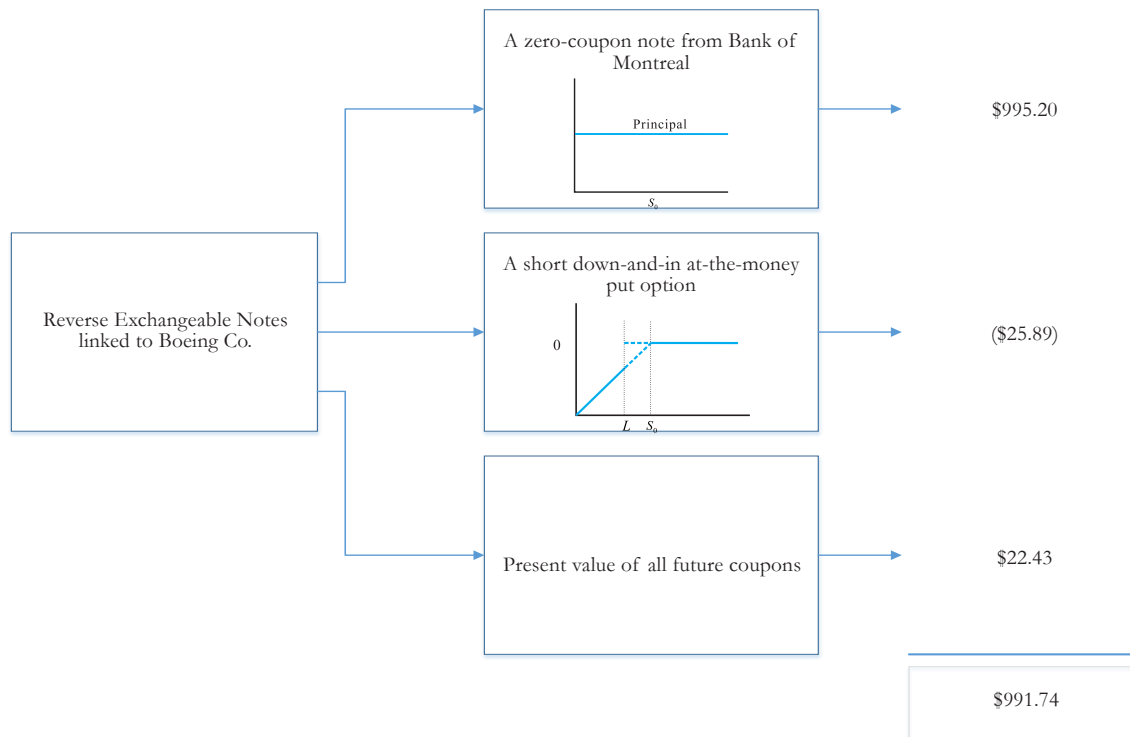 A zero-coupon note from Bank of
Montreal
Principal
S₀
$995.20
Reverse Exchangeable Notes
linked to Boeing Co.
A short down-and-in at-the-money
put option
0
L S₀
($25.89)
Present value of all future coupons
$22.43
$991.74